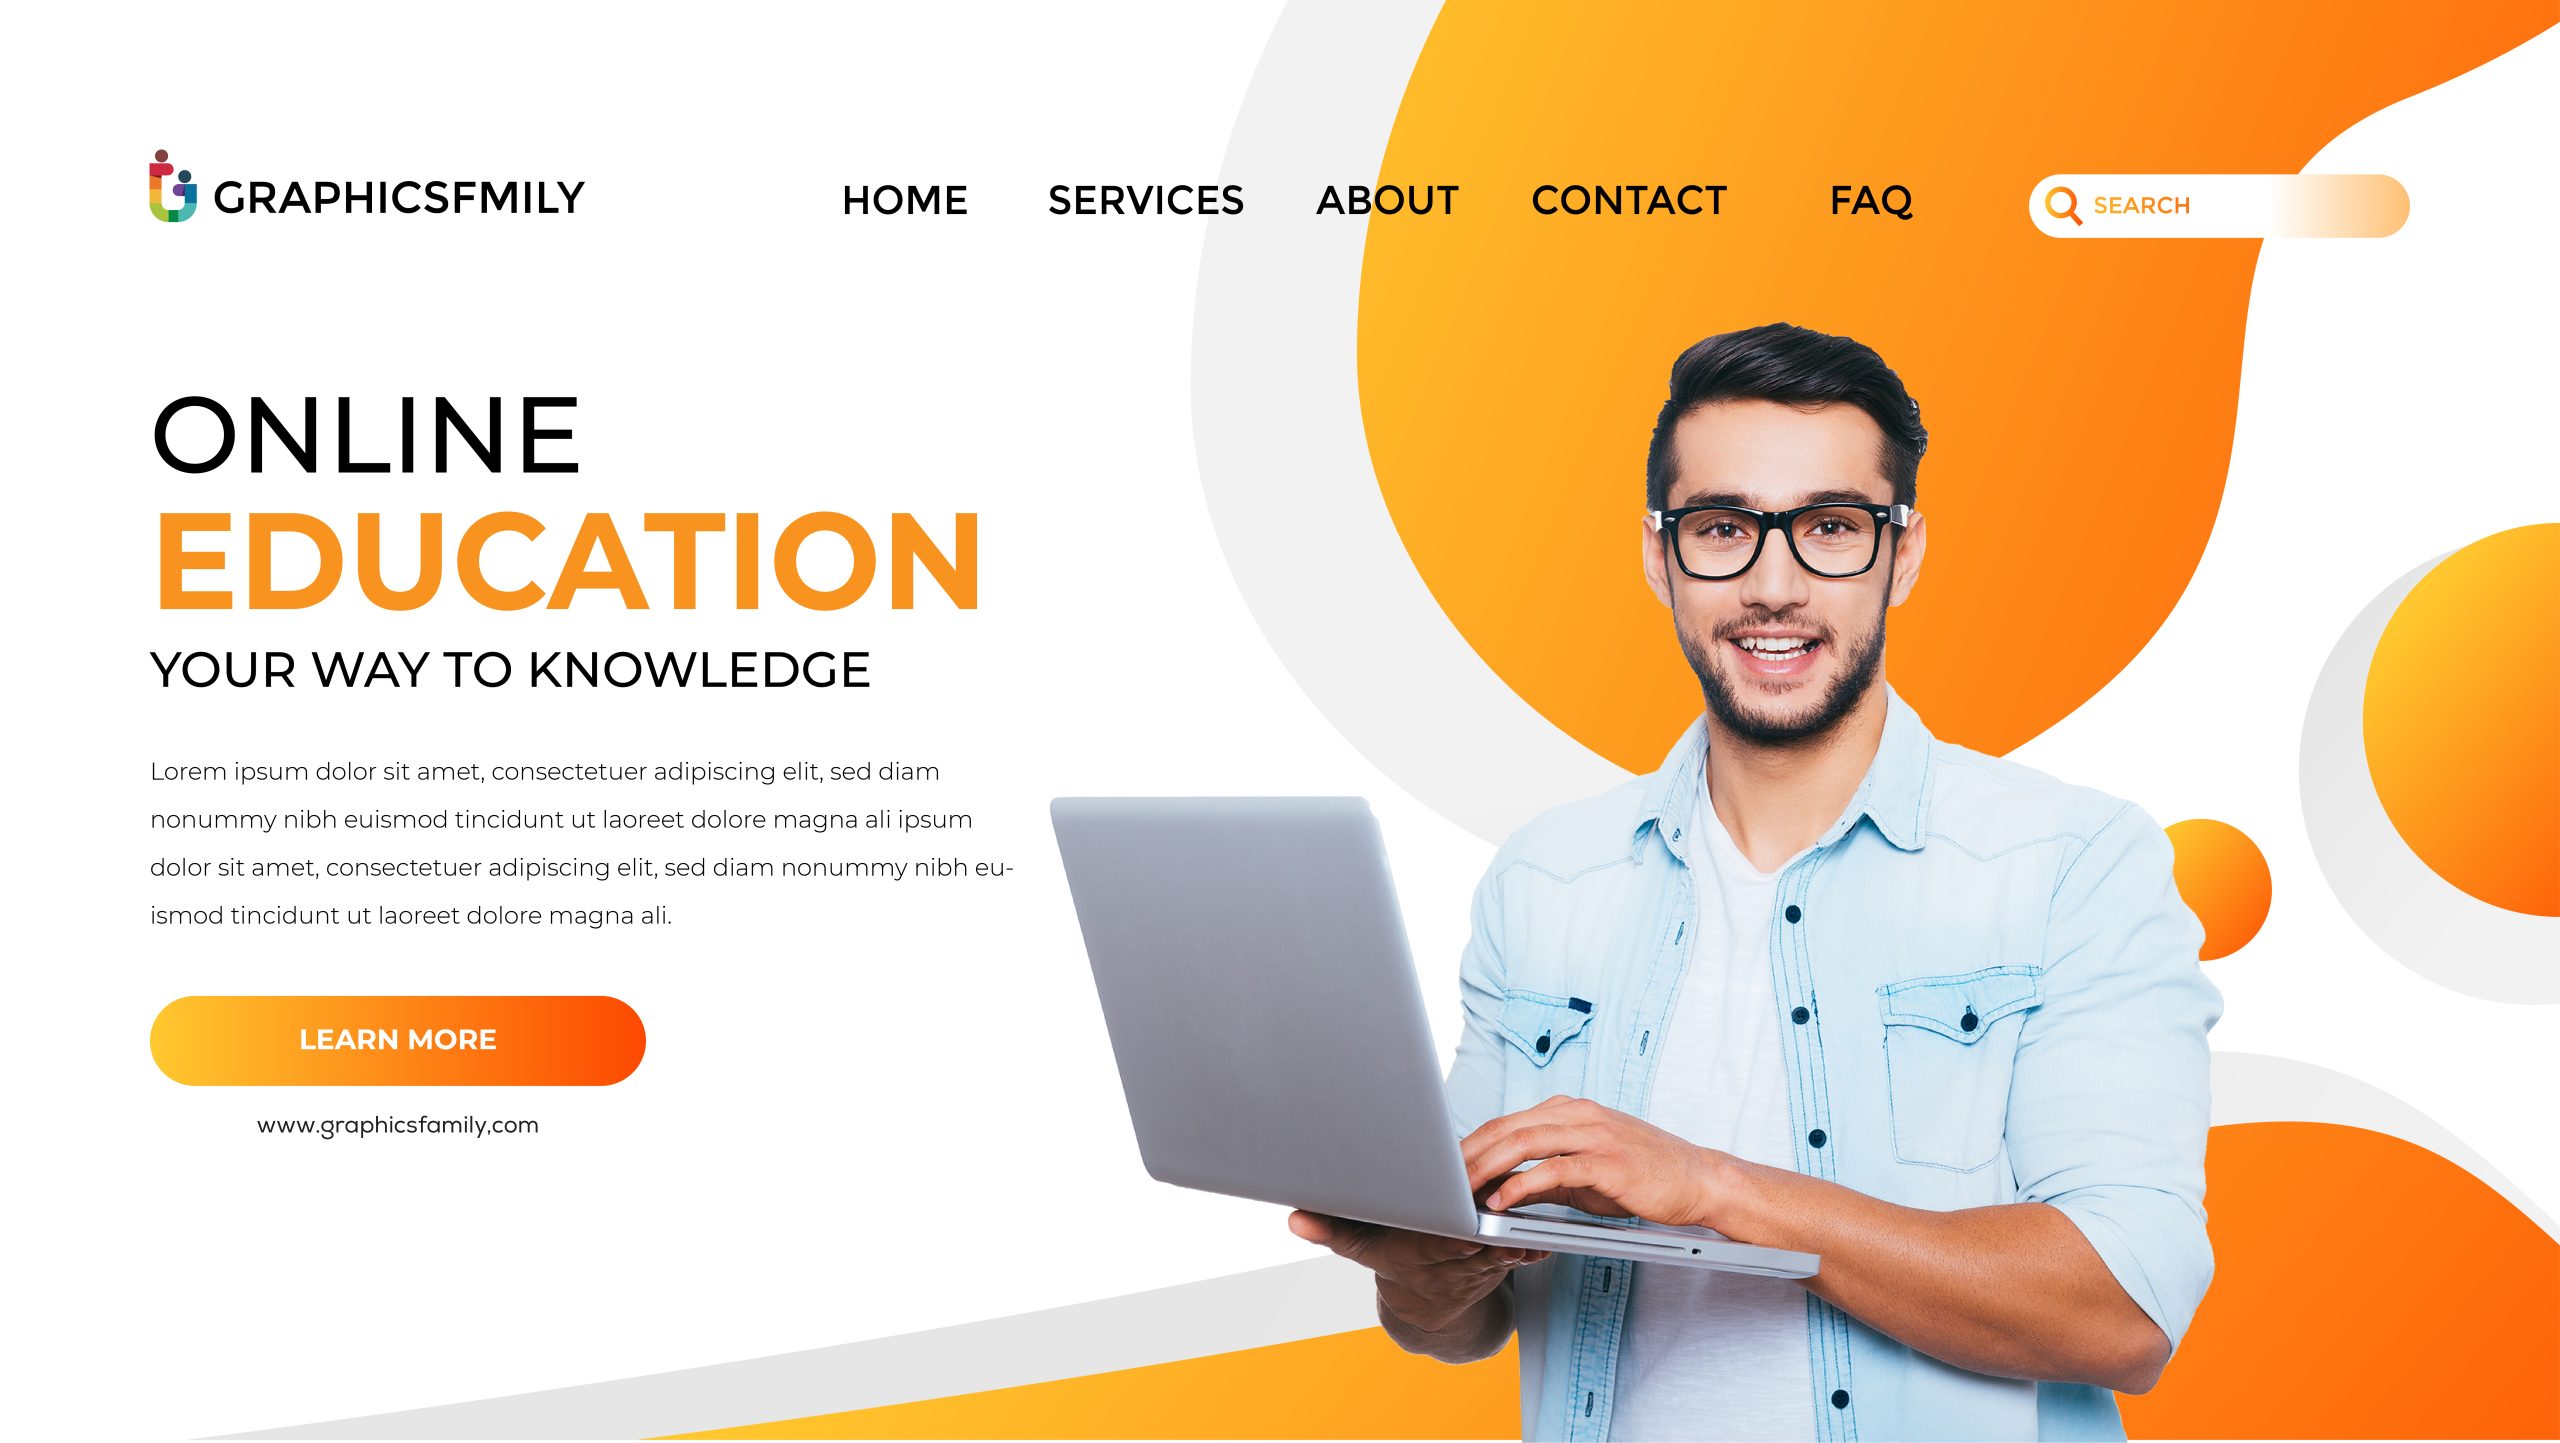 GRAPHICSFMILY
HOME SERVICES ABOUT CONTACT FAQ SEARCH
ONLINE
EDUCATION
YOUR WAY TO KNOWLEDGE
Lorem ipsum dolor sit amet, consectetuer adipiscing elit, sed diam
nonummy nibh euismod tincidunt ut laoreet dolore magna ali ipsum
dolor sit amet, consectetuer adipiscing elit, sed diam nonummy nibh eu-
ismod tincidunt ut laoreet dolore magna ali.
LEARN MORE
www.graphicsfamily,com